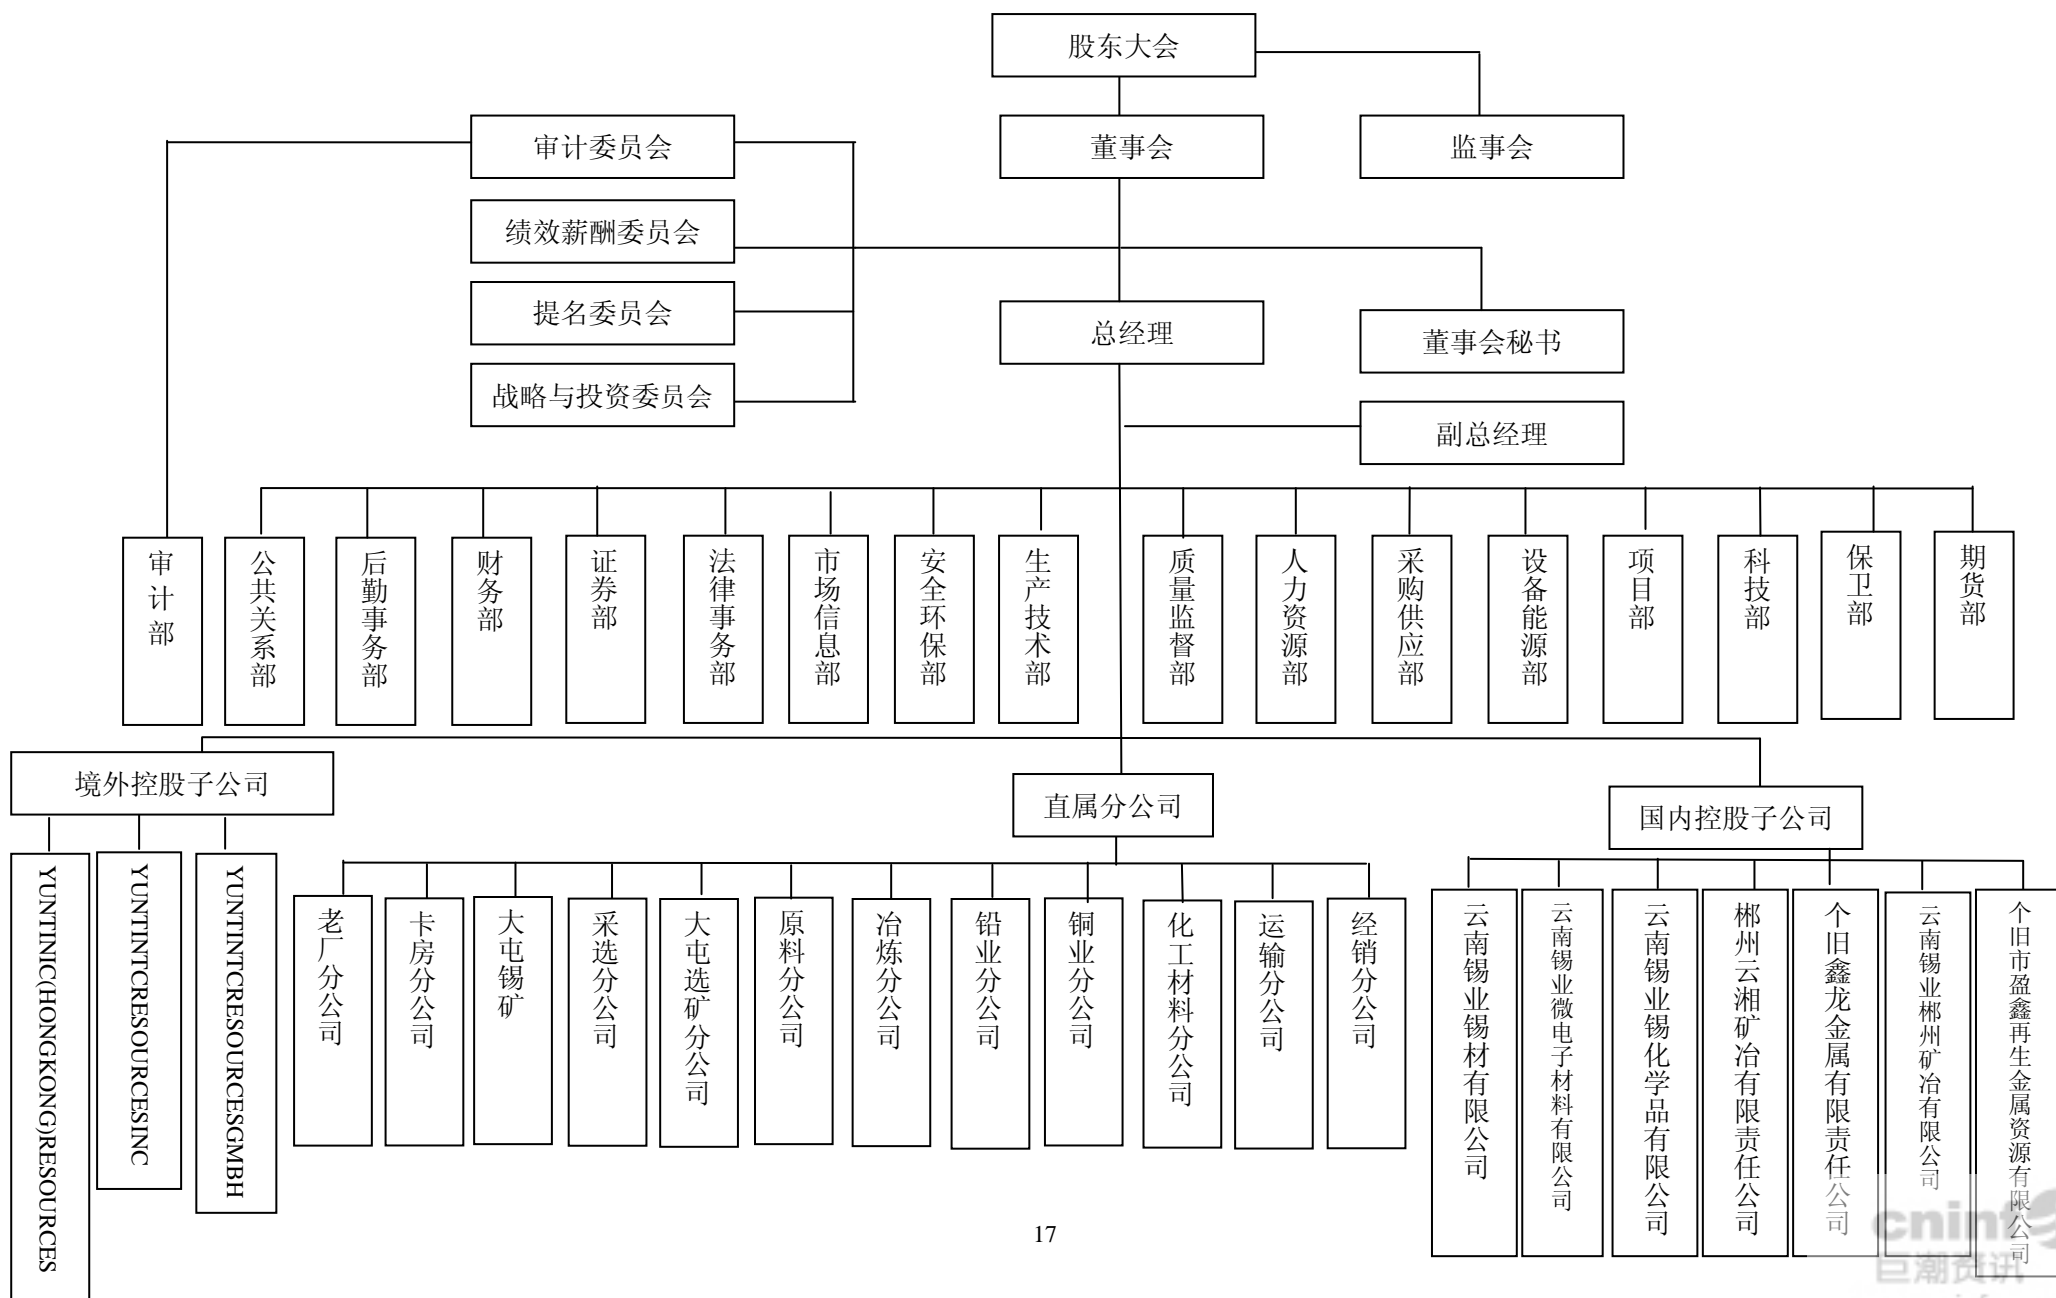 股东大会
审计委员会
董事会
监事会
绩效薪酬委员会
提名委员会
总经理
董事会秘书
战略与投资委员会
副总经理
审计部
公共关系部
后勤事务部
财务部
证券部
法律事务部
市场信息部
安全环保部
生产技术部
质量监督部
人力资源部
采购供应部
设备能源部
项目部
科技部
保卫部
期货部
境外控股子公司
直属分公司
国内控股子公司
YUNTINIC(HONGKONG)RESOURCES
YUNTINTCRESOURCESINC
YUNTINTCRESOURCESGMBH
老厂分公司
卡房分公司
大屯锡矿
采选分公司
大屯选矿分公司
原料分公司
冶炼分公司
铅业分公司
铜业分公司
化工材料分公司
运输分公司
经销分公司
云南锡业锡材有限公司
云南锡业微电子材料有限公司
云南锡业锡化学品有限公司
郴州云湘矿冶有限责任公司
个旧鑫龙金属有限责任公司
云南锡业郴州矿冶有限公司
个旧市盈鑫再生金属资源有限公司
17
cninf
巨潮资讯